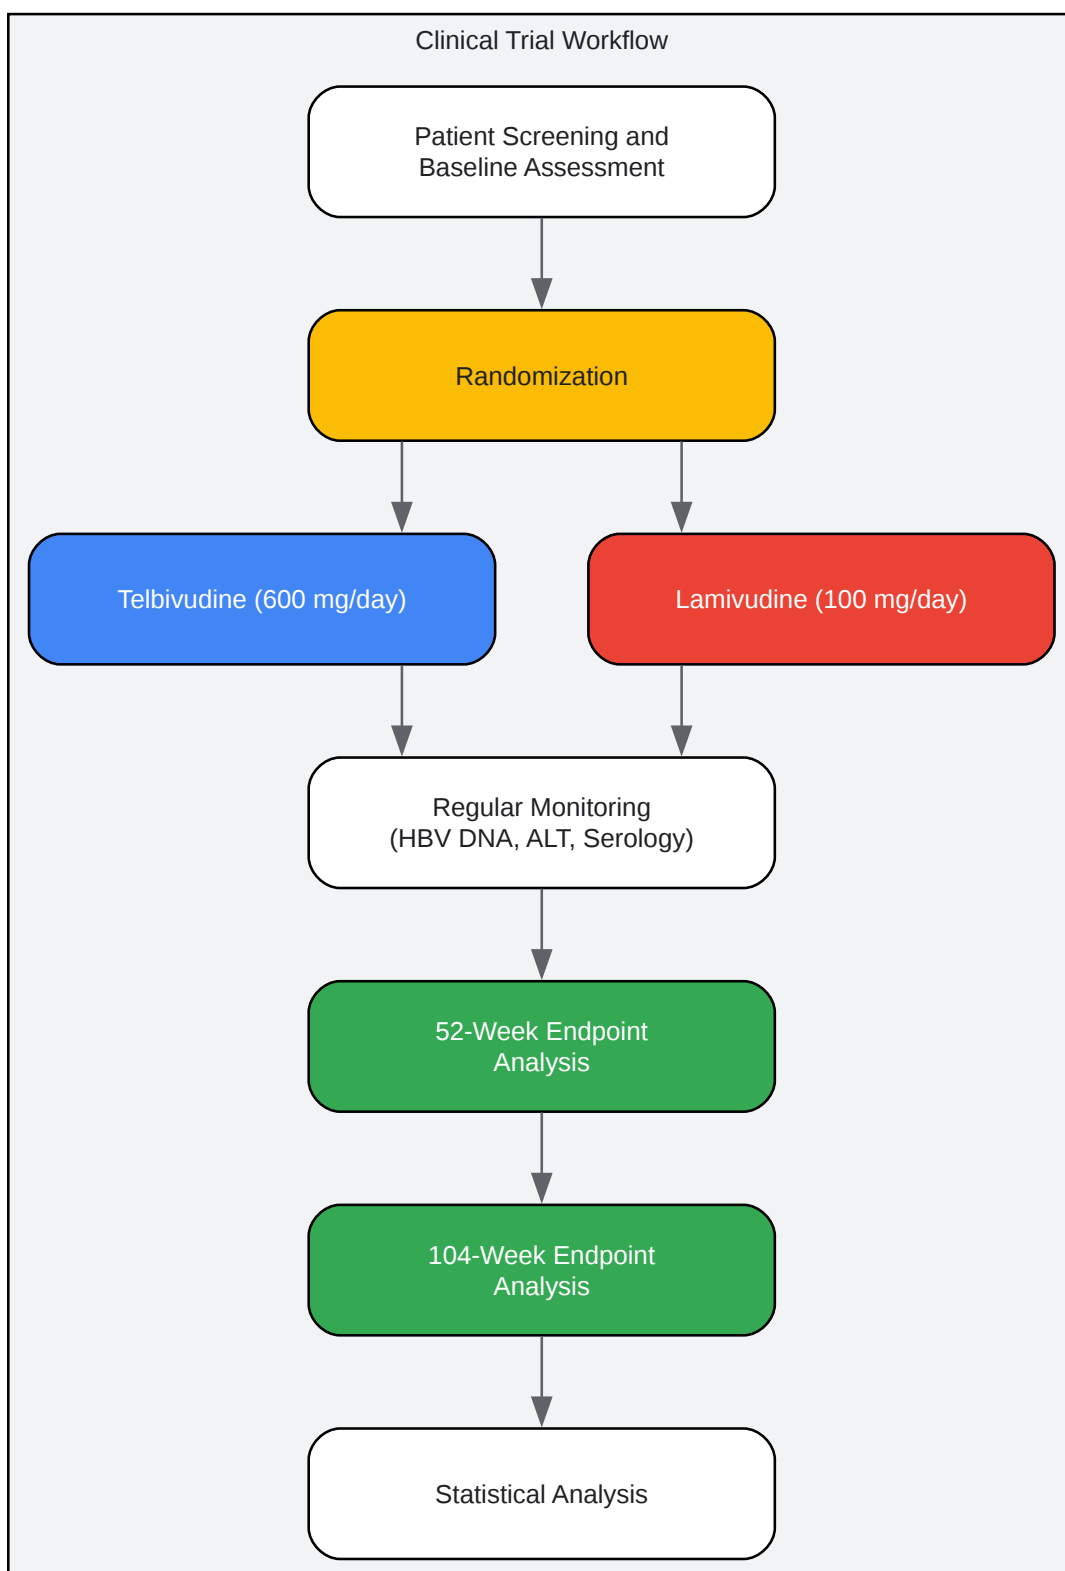 Clinical Trial Workflow
Patient Screening and
Baseline Assessment
Randomization
Telbivudine (600 mg/day)
Lamivudine (100 mg/day)
Regular Monitoring
(HBV DNA, ALT, Serology)
52-Week Endpoint
Analysis
104-Week Endpoint
Analysis
Statistical Analysis